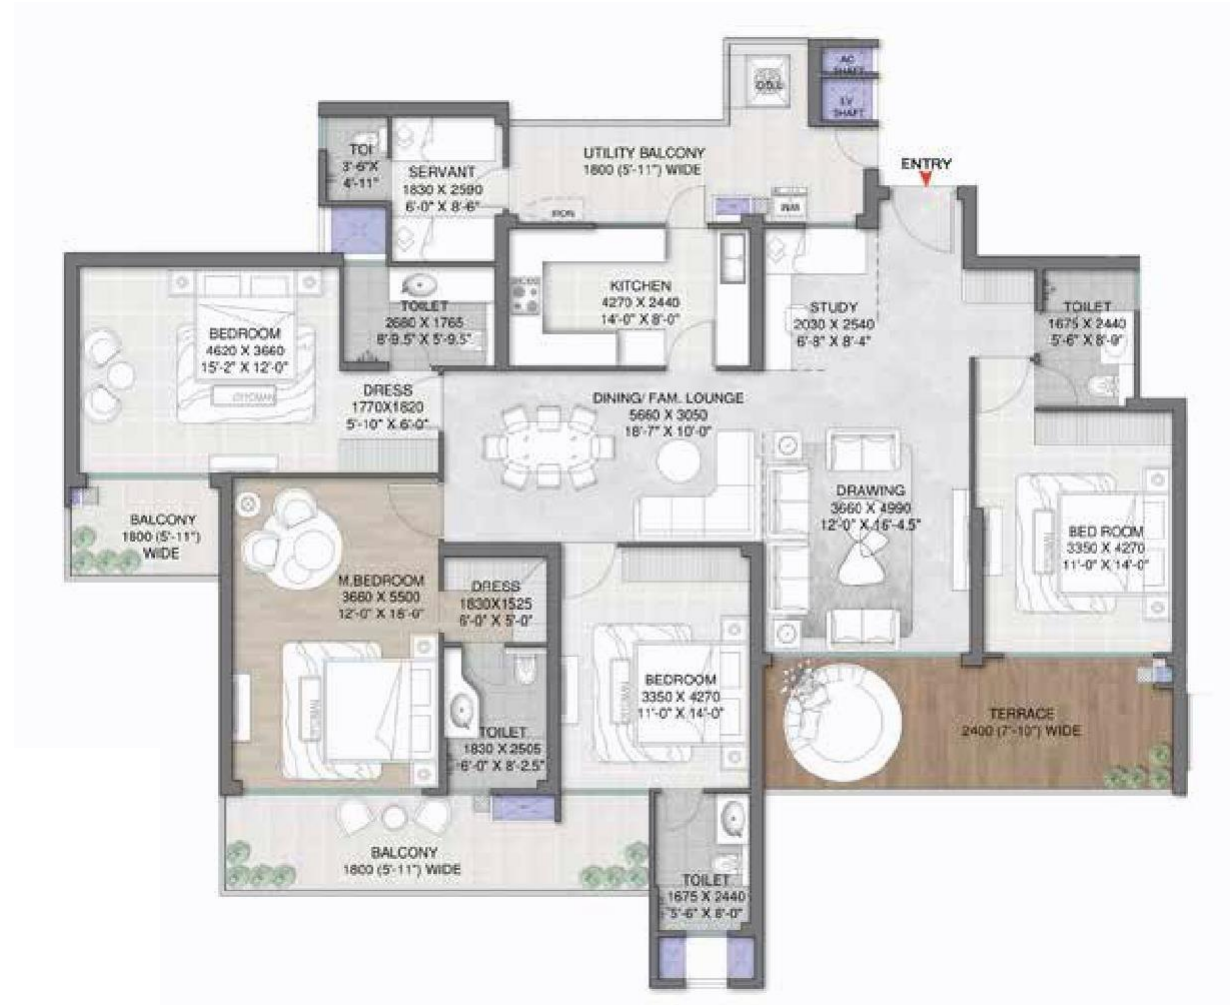 AC
SHAFT
LV
SHAFT
O.D.U
ENTRY
UTILITY BALCONY
1800 (5'-11") WIDE
TOI
3'-6"X
4'-11"
SERVANT
1830 X 2590
6'-0" X 8'-6"
IRON
W/M
KITCHEN
4270 X 2440
14'-0" X 8'-0"
STUDY
2030 X 2540
6'-8" X 8'-4"
TOILET
2680 X 1765
8'-9.5" X 5'-9.5"
TOILET
1675 X 2440
5'-6" X 8'-0"
BEDROOM
4620 X 3660
15'-2" X 12'-0"
OTTOMAN
DRESS
1770X1820
5'-10" X 6'-0"
DINING/ FAM. LOUNGE
5660 X 3050
18'-7" X 10'-0"
DRAWING
3660 X 4990
12'-0" X 16'-4.5"
BED ROOM
3350 X 4270
11'-0" X 14'-0"
BALCONY
1800 (5'-11")
WIDE
M.BEDROOM
3660 X 5500
12'-0" X 18'-0"
DRESS
1830X1525
6'-0" X 5'-0"
BEDROOM
3350 X 4270
11'-0" X 14'-0"
TOILET
1830 X 2505
6'-0" X 8'-2.5"
TERRACE
2400 (7'-10") WIDE
BALCONY
1800 (5'-11") WIDE
TOILET
1675 X 2440
5'-6" X 8'-0"